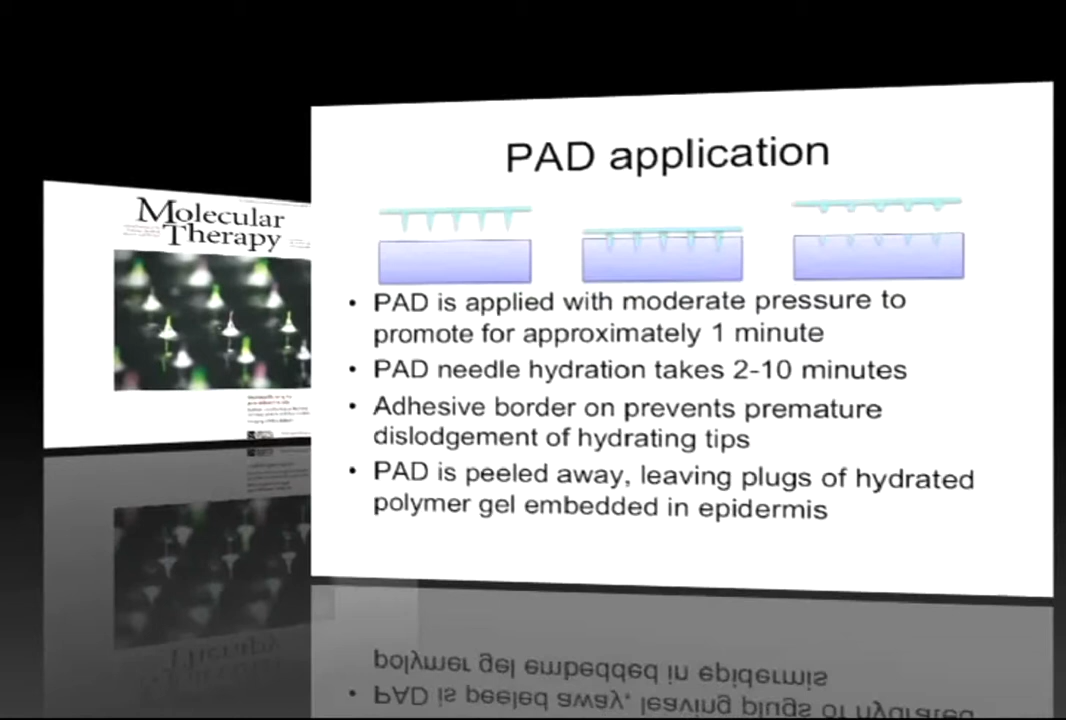 Molecular
Therapy
PAD application
• PAD is applied with moderate pressure to
promote for approximately 1 minute
• PAD needle hydration takes 2-10 minutes
• Adhesive border on prevents premature
dislodgement of hydrating tips
• PAD is peeled away, leaving plugs of hydrated
polymer gel embedded in epidermis